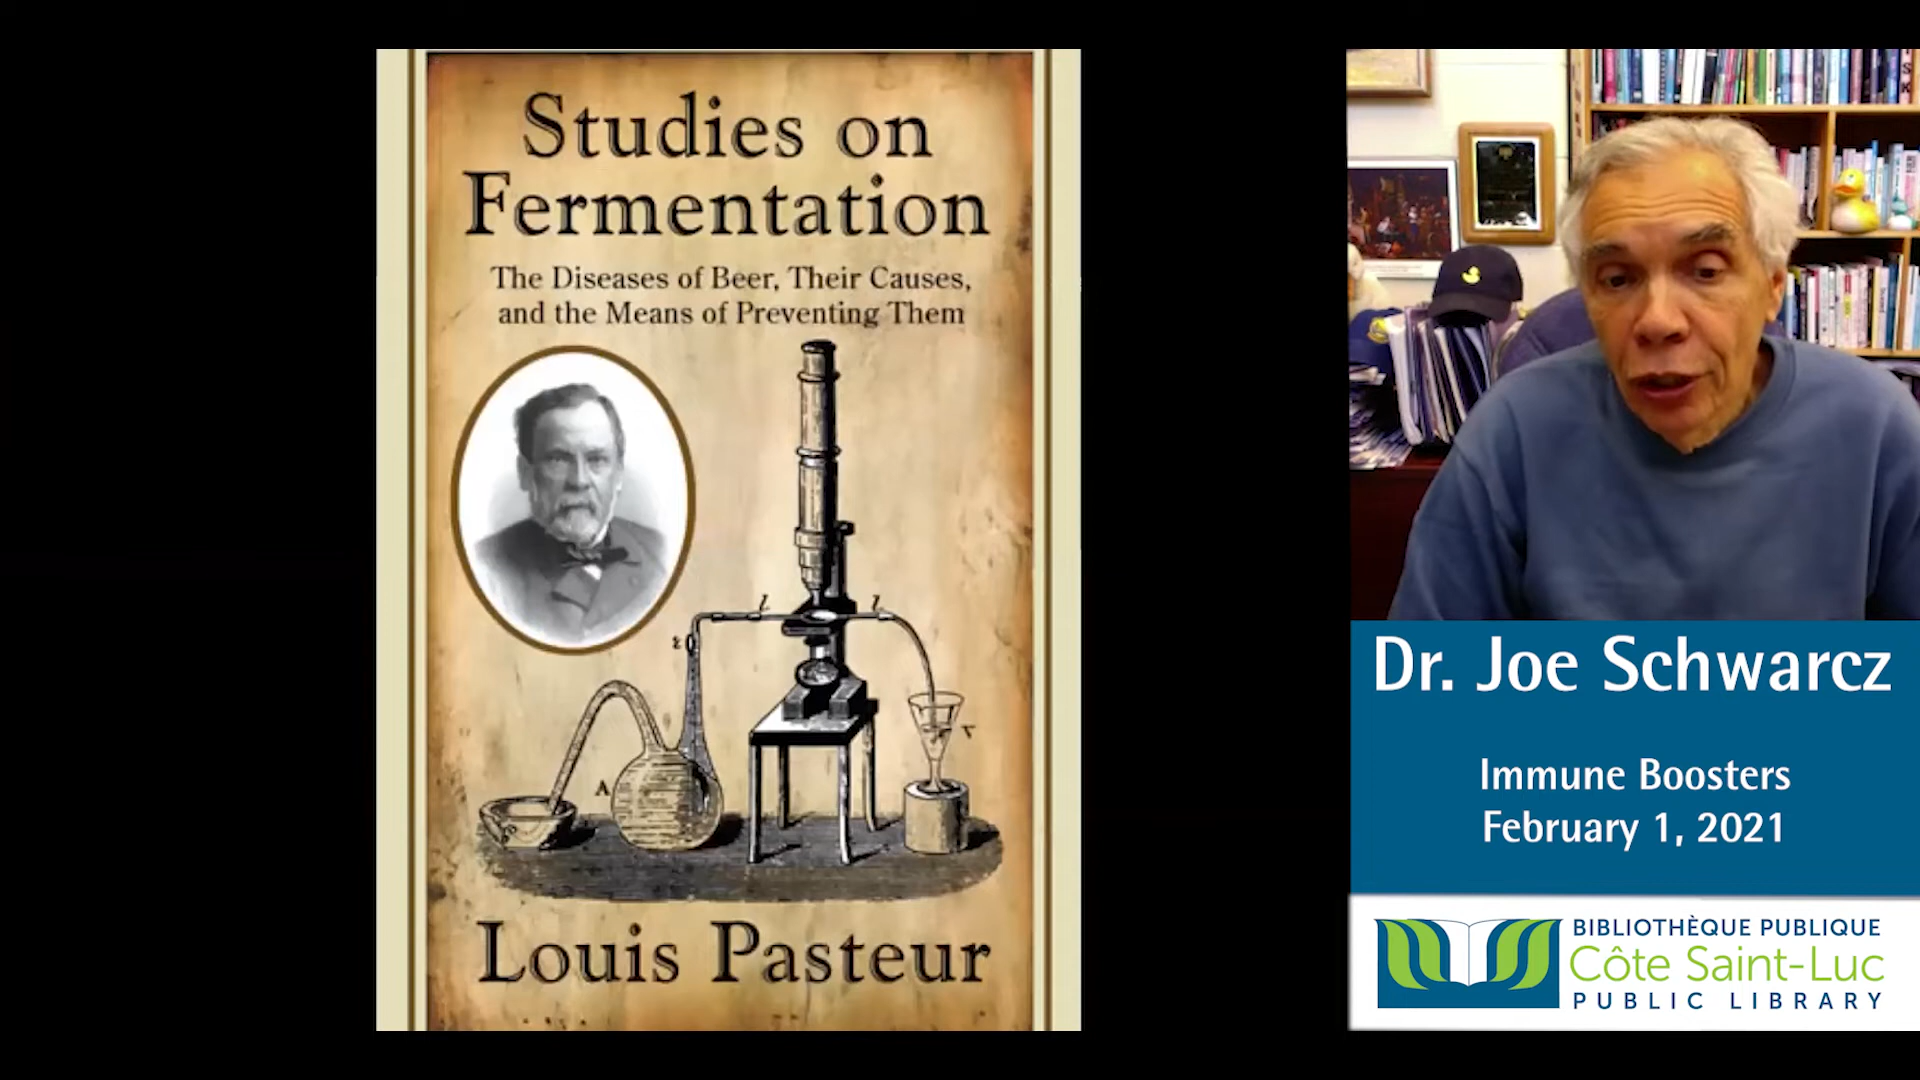 Studies on
Fermentation
The Diseases of Beer, Their Causes,
and the Means of Preventing Them
l
l
A
Louis Pasteur
Dr. Joe Schwarcz
Immune Boosters
February 1, 2021
BIBLIOTHÈQUE PUBLIQUE
Côte Saint-Luc
PUBLIC LIBRARY